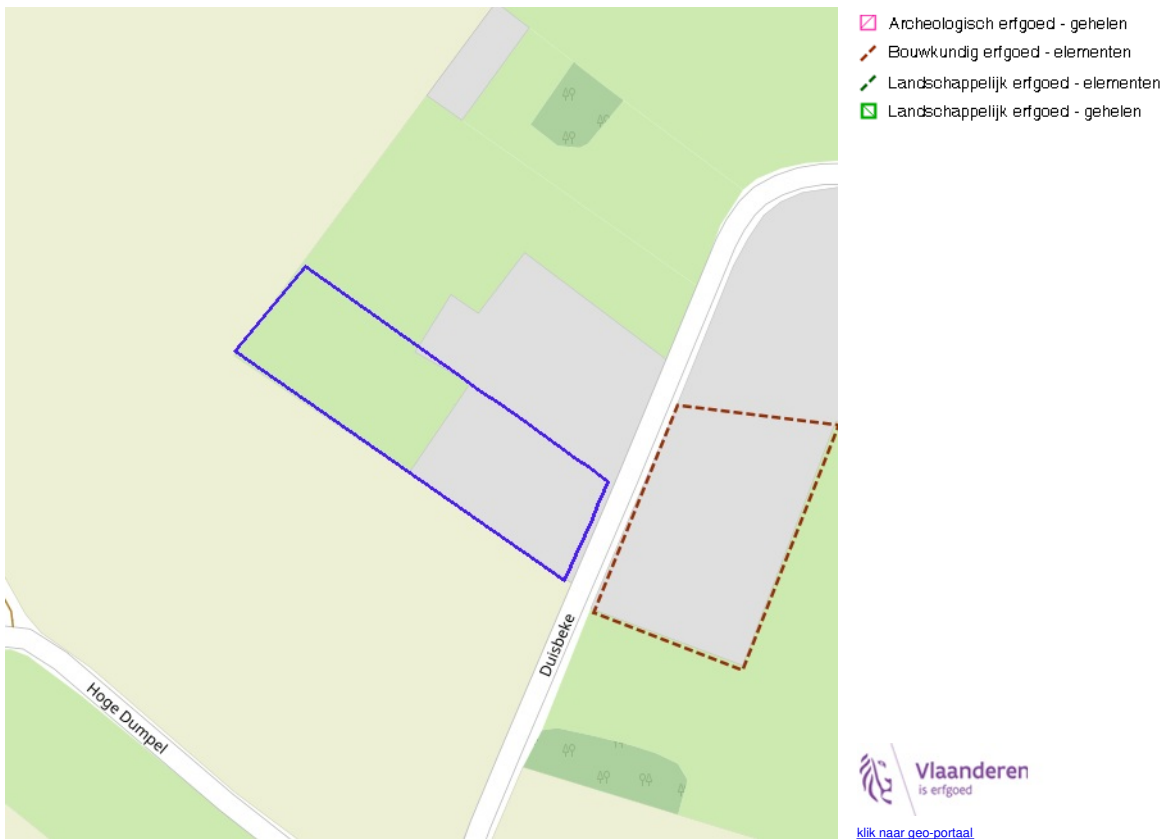 Archeologisch erfgoed - gehelen
Bouwkundig erfgoed - elementen
Landschappelijk erfgoed - elementen
Landschappelijk erfgoed - gehelen
Duisbeke
Hoge Dumpel
Vlaanderen
is erfgoed
klik naar geo-portaal